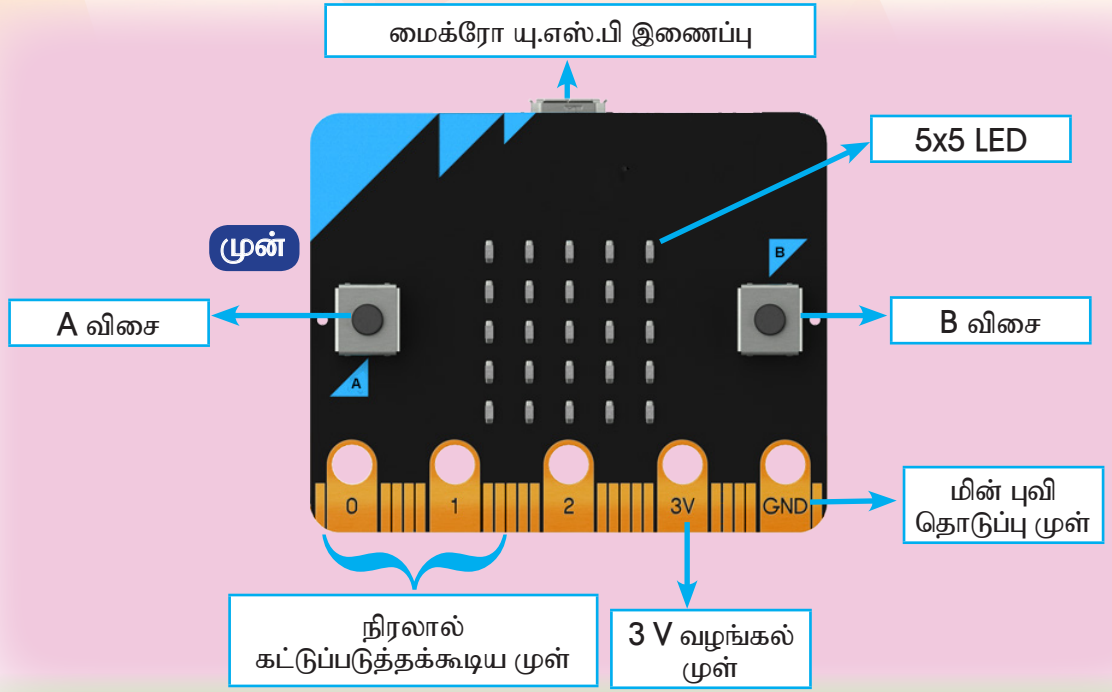 மைக்ரோ யு.எஸ்.பி இணைப்பு
5x5 LED
முன்
B
A விசை
B விசை
A
0 1 2 3V GND
மின் புவி
தொடுப்பு முள்
நிரலால்
கட்டுப்படுத்தக்கூடிய முள்
3 V வழங்கல்
முள்